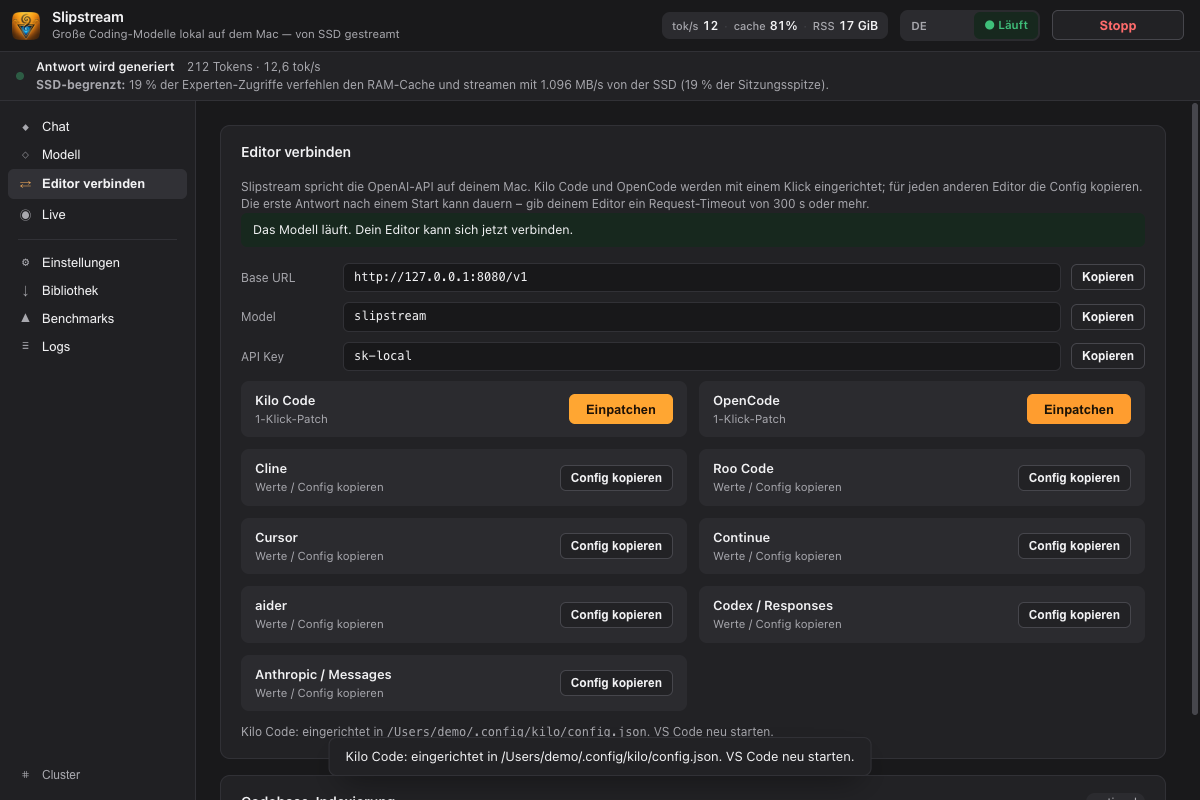 Slipstream
Große Coding-Modelle lokal auf dem Mac — von SSD gestreamt
tok/s 12 · cache 81% · RSS 17 GiB
DE
Läuft
Stopp
Antwort wird generiert 212 Tokens · 12,6 tok/s
SSD-begrenzt: 19 % der Experten-Zugriffe verfehlen den RAM-Cache und streamen mit 1.096 MB/s von der SSD (19 % der Sitzungsspitze).
Chat
Modell
Editor verbinden
Live
Einstellungen
Bibliothek
Benchmarks
Logs
Cluster
Editor verbinden
Slipstream spricht die OpenAI-API auf deinem Mac. Kilo Code und OpenCode werden mit einem Klick eingerichtet; für jeden anderen Editor die Config kopieren.
Die erste Antwort nach einem Start kann dauern – gib deinem Editor ein Request-Timeout von 300 s oder mehr.
Das Modell läuft. Dein Editor kann sich jetzt verbinden.
Base URL http://127.0.0.1:8080/v1 Kopieren
Model slipstream Kopieren
API Key sk-local Kopieren
Kilo Code
1-Klick-Patch
Einpatchen
OpenCode
1-Klick-Patch
Einpatchen
Cline
Werte / Config kopieren
Config kopieren
Roo Code
Werte / Config kopieren
Config kopieren
Cursor
Werte / Config kopieren
Config kopieren
Continue
Werte / Config kopieren
Config kopieren
aider
Werte / Config kopieren
Config kopieren
Codex / Responses
Werte / Config kopieren
Config kopieren
Anthropic / Messages
Werte / Config kopieren
Config kopieren
Kilo Code: eingerichtet in /Users/demo/.config/kilo/config.json. VS Code neu starten.
Kilo Code: eingerichtet in /Users/demo/.config/kilo/config.json. VS Code neu starten.
Codebase-Indexierung